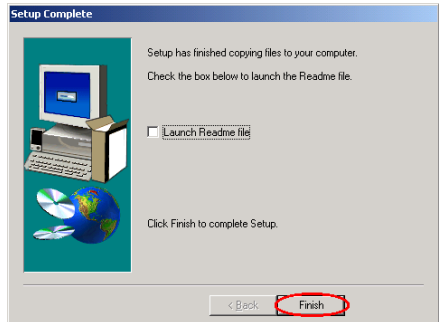 Setup Complete
Setup has finished copying files to your computer.
Check the box below to launch the Readme file.
Launch Readme file
Click Finish to complete Setup.
< Back
Finish